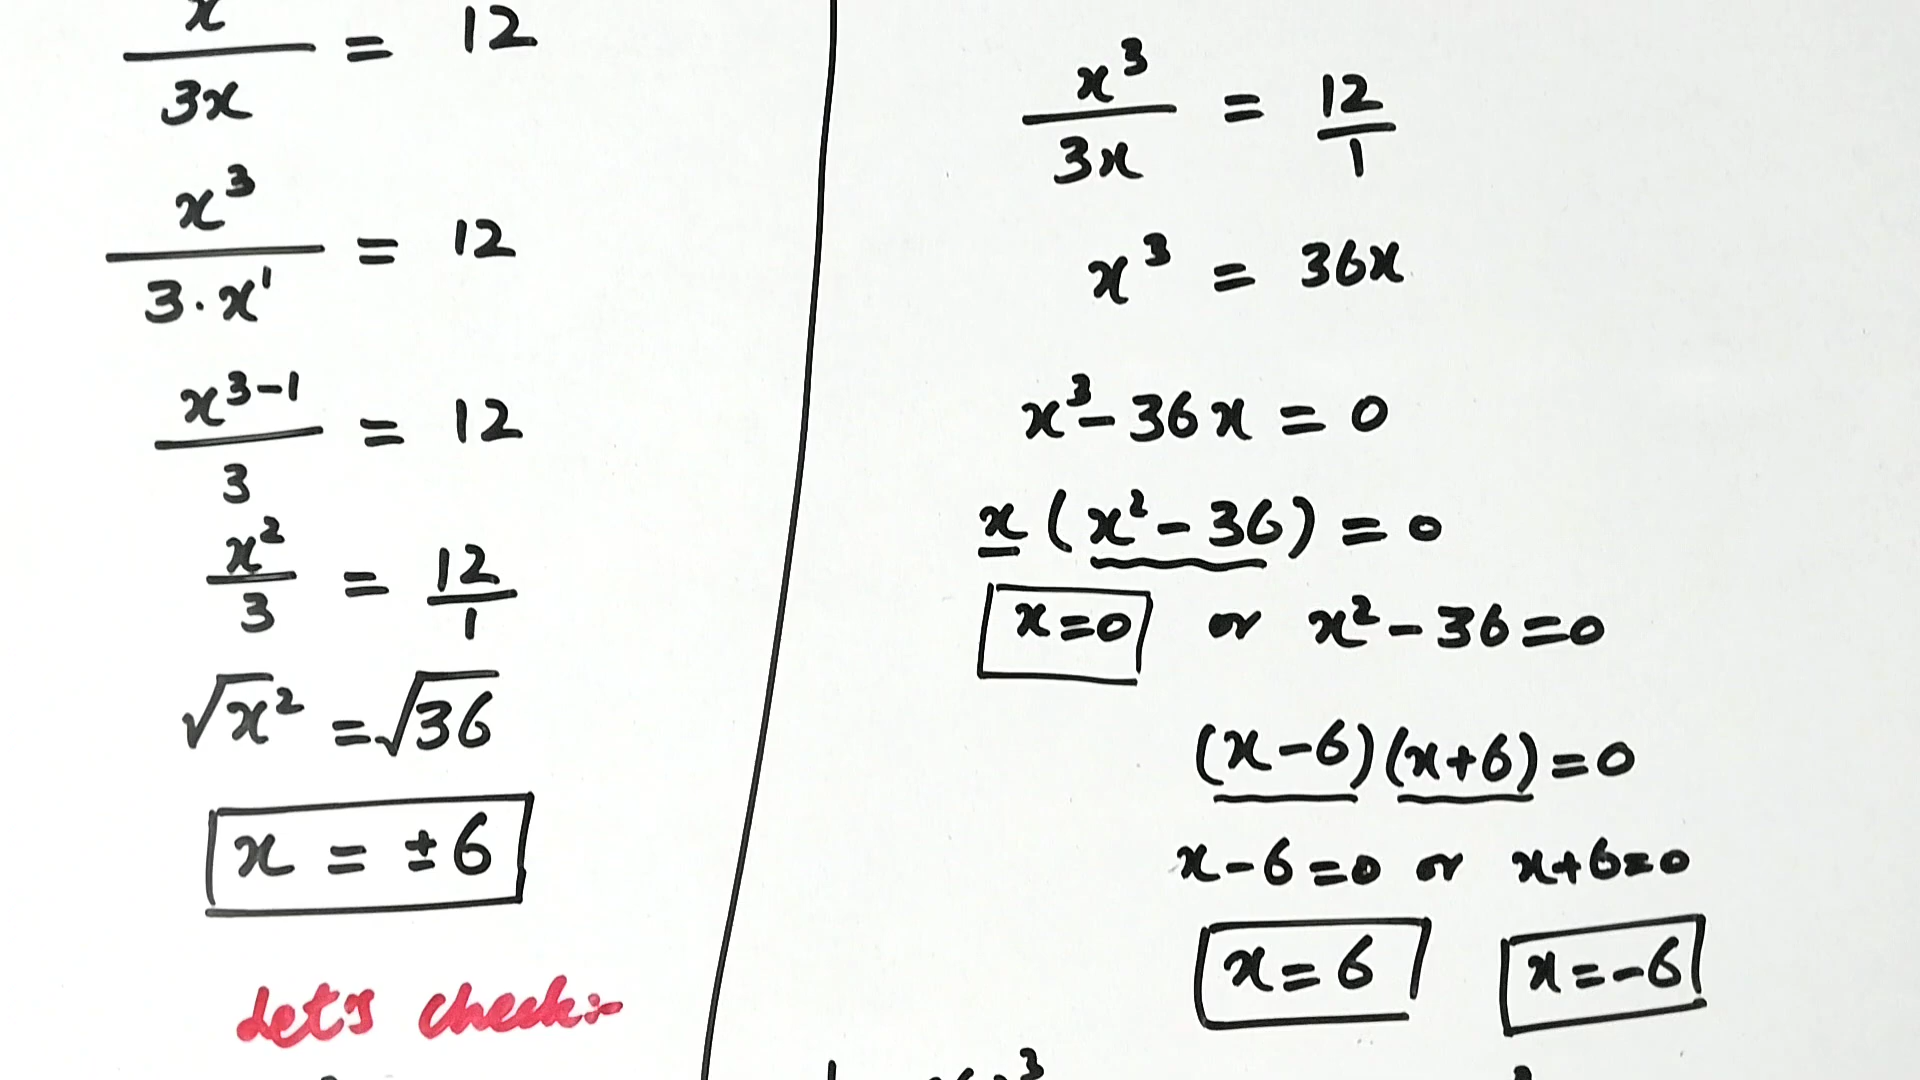 x/3x = 12
x³/3·x¹ = 12
x³⁻¹/3 = 12
x²/3 = 12/1
√x² = √36
x = ±6
Let's check:-
x³/3x = 12/1
x³ = 36x
x³ - 36x = 0
x (x² - 36) = 0
x=0 or x² - 36 = 0
(x-6)(x+6)=0
x-6=0 or x+6=0
x=6 x=-6